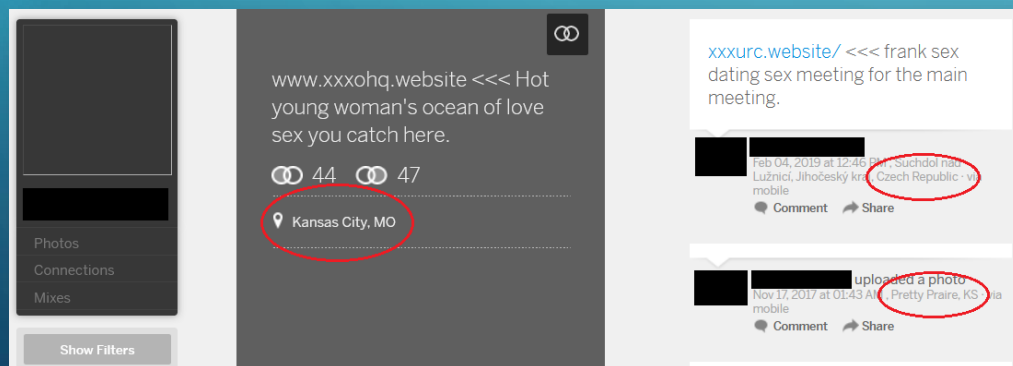 Photos
Connections
Mixes
Show Filters
www.xxxohq.website <<< Hot
young woman's ocean of love
sex you catch here.
44 47
Kansas City, MO
xxxurc.website/ <<< frank sex
dating sex meeting for the main
meeting.
Feb 04, 2019 at 12:46 PM, Suchdol nad
Lužnicí, Jihočeský kraj, Czech Republic · via
mobile
Comment Share
uploaded a photo
Nov 17, 2017 at 01:43 AM, Pretty Praire, KS · via
mobile
Comment Share